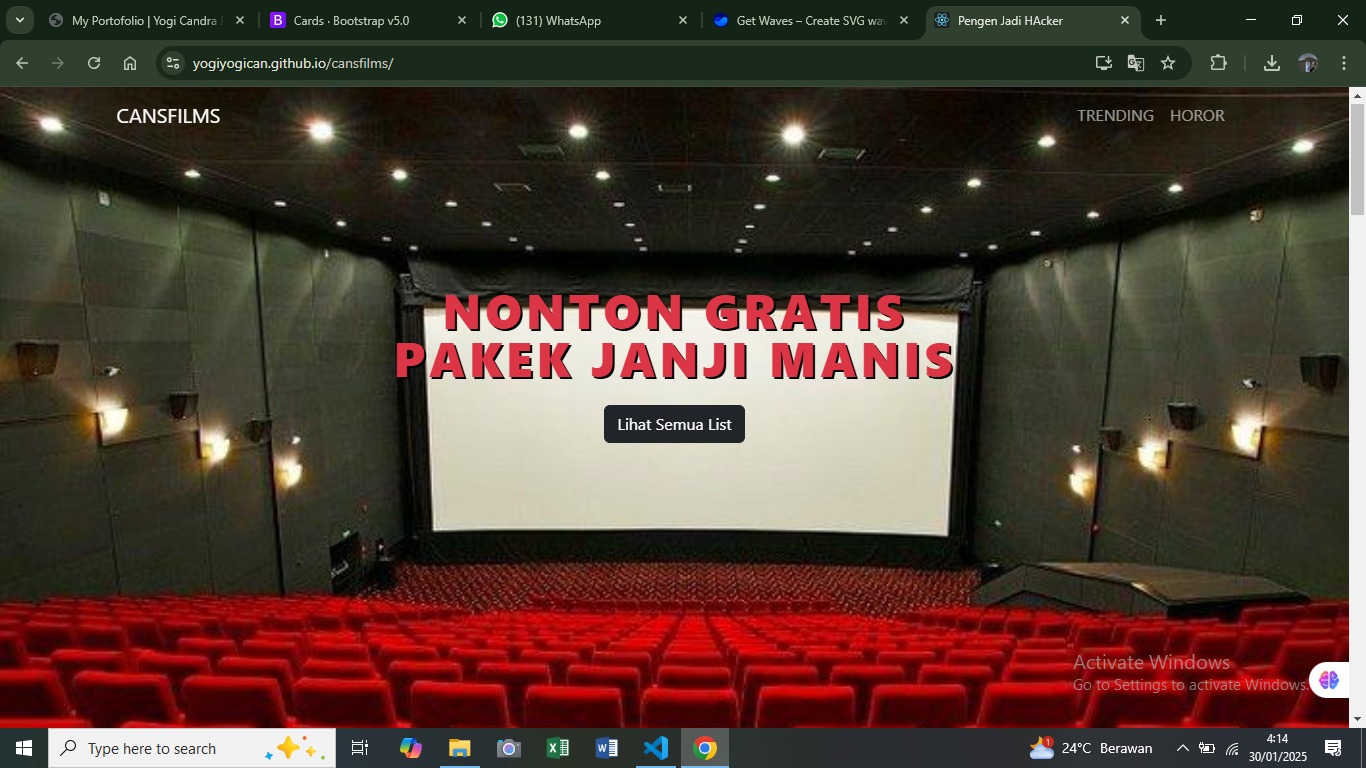 My Portofolio | Yogi Candra
Cards · Bootstrap v5.0
(131) WhatsApp
Get Waves – Create SVG wav
Pengen Jadi HAcker
yogiyogican.github.io/cansfilms/
CANSFILMS
TRENDING
HOROR
NONTON GRATIS
PAKEK JANJI MANIS
Lihat Semua List
Activate Windows
Go to Settings to activate Windows.
Type here to search
1
24°C Berawan
4:14
30/01/2025